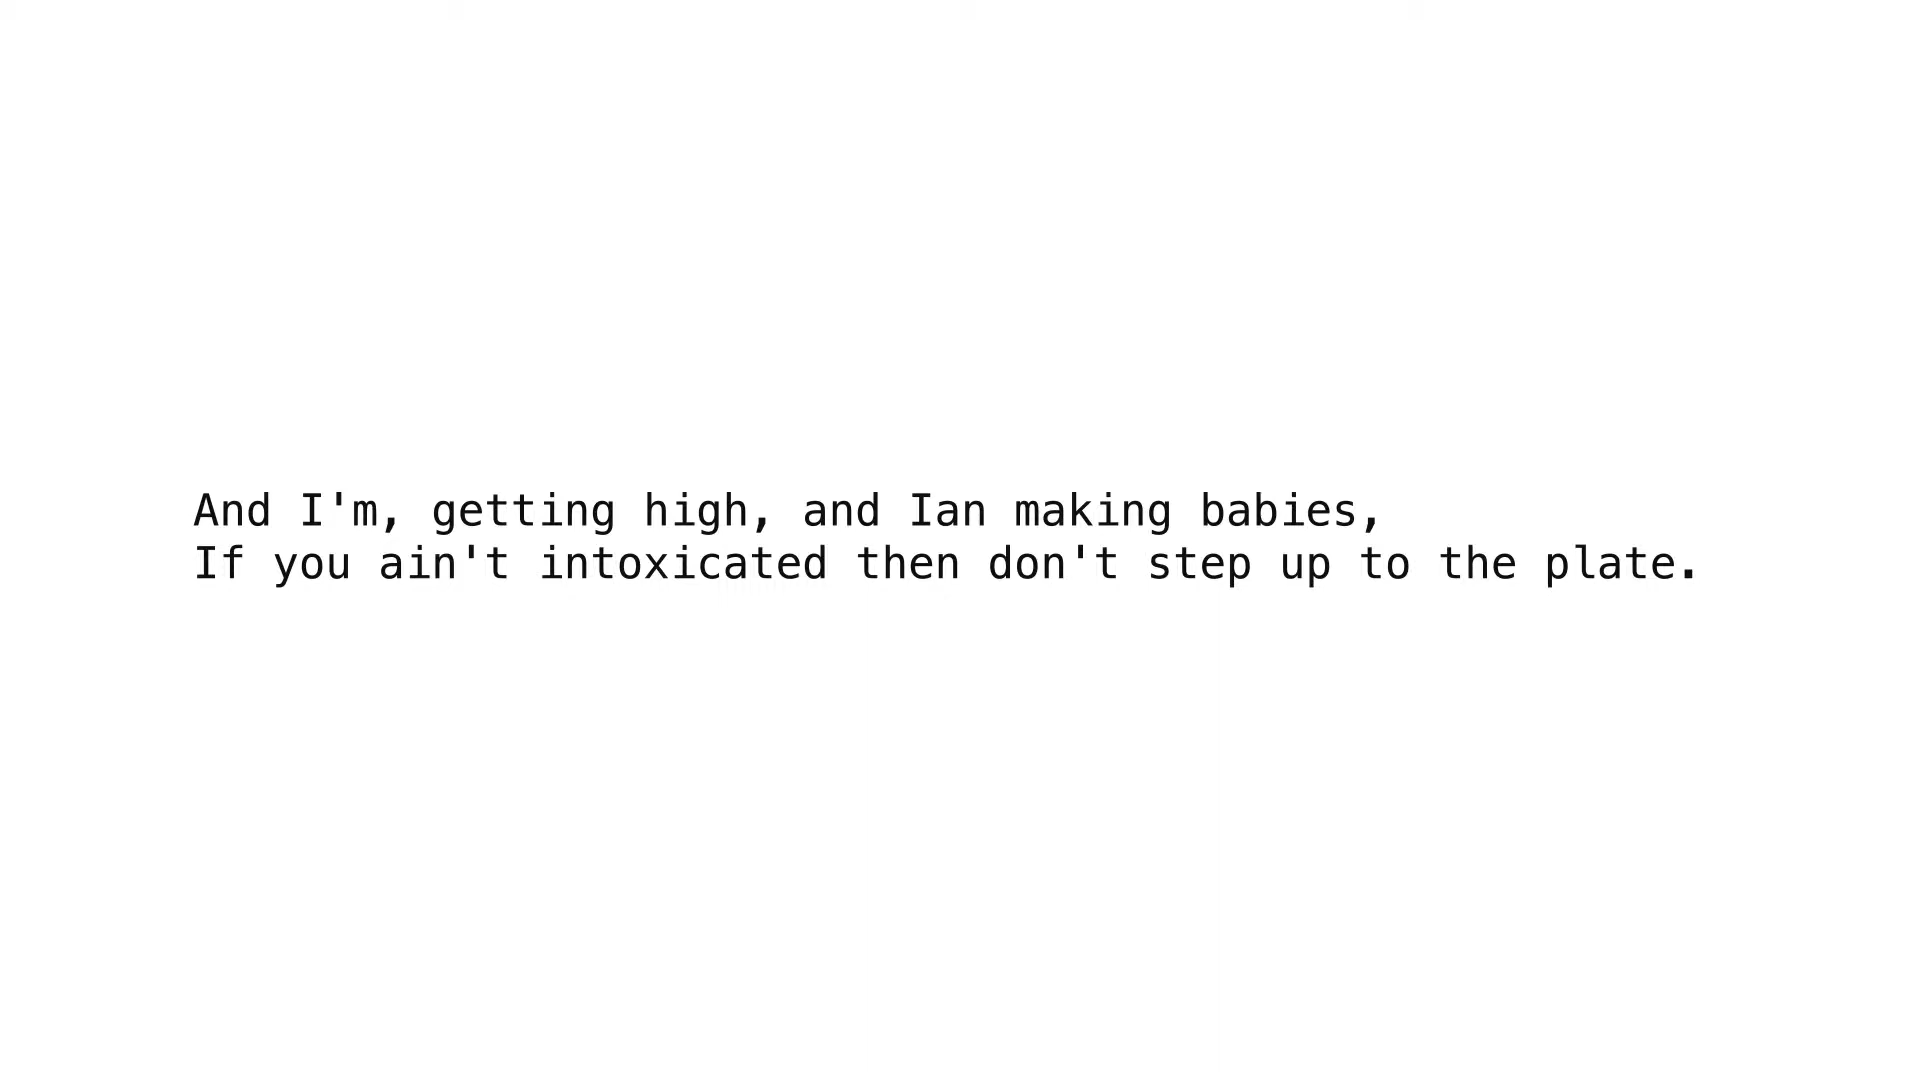 And I'm, getting high, and Ian making babies,
If you ain't intoxicated then don't step up to the plate.